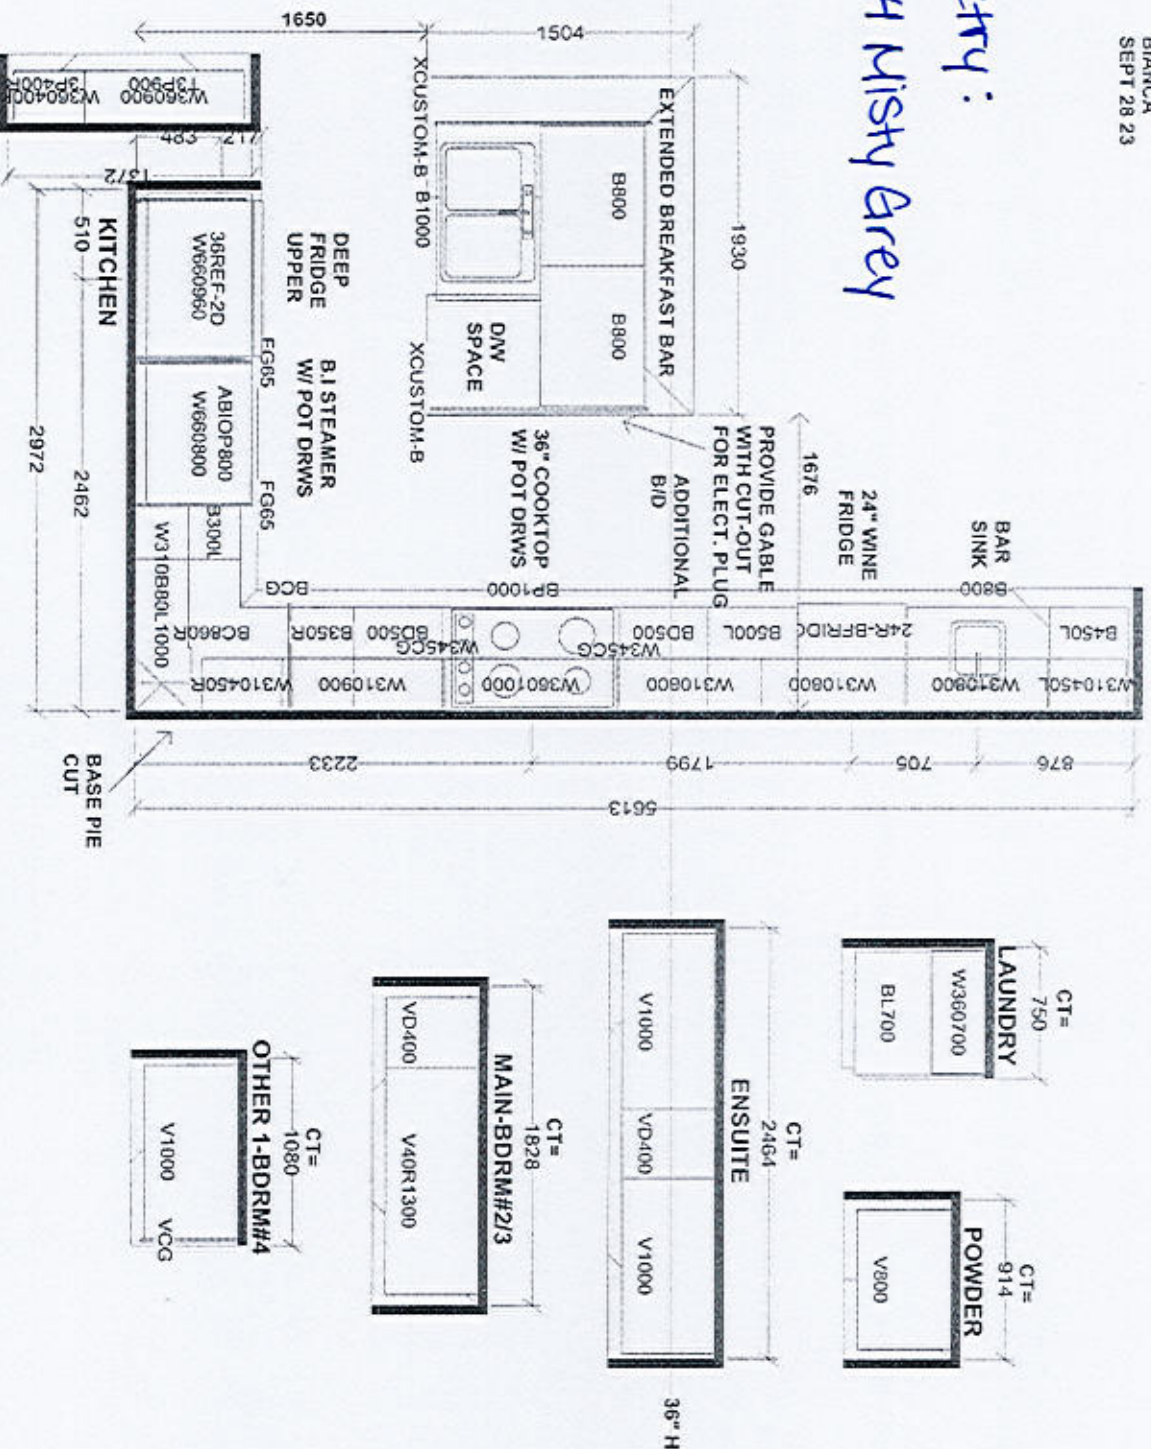 BIANCA
SEPT 28 23
try:
H Misty Grey
BAR
SINK
24" WINE
FRIDGE
1676
PROVIDE GABLE
WITH CUT-OUT
FOR ELECT. PLUG
ADDITIONAL
B/D
36" COOKTOP
W/ POT DRWS
1930
EXTENDED BREAKFAST BAR
B800
B800
D/W
SPACE
1504
1650
XCUSTOM-B
B1000
XCUSTOM-B
DEEP
FRIDGE
UPPER
B.I STEAMER
W/ POT DRWS
FG65
FG65
36REF-2D
W660960
ABIOP800
W660800
B300L
W310B80L1000
KITCHEN
510
2462
2972
W360900
W360400R
483
217
1372
BCG
BP1000
B800
BC860R
B350R
BD500
W345CG
W345CG
BD500
B500L
B450L
W310450R
W310900
W3601000
W310800
W310800
W310800
W310450L
2233
1799
705
876
5613
BASE PIE
CUT
CT=
750
LAUNDRY
W360700
BL700
CT=
914
POWDER
V800
CT=
2464
ENSUITE
V1000
VD400
V1000
36" H
CT=
1828
MAIN-BDRM#2/3
VD400
V40R1300
CT=
1080
OTHER 1-BDRM#4
V1000
VCG